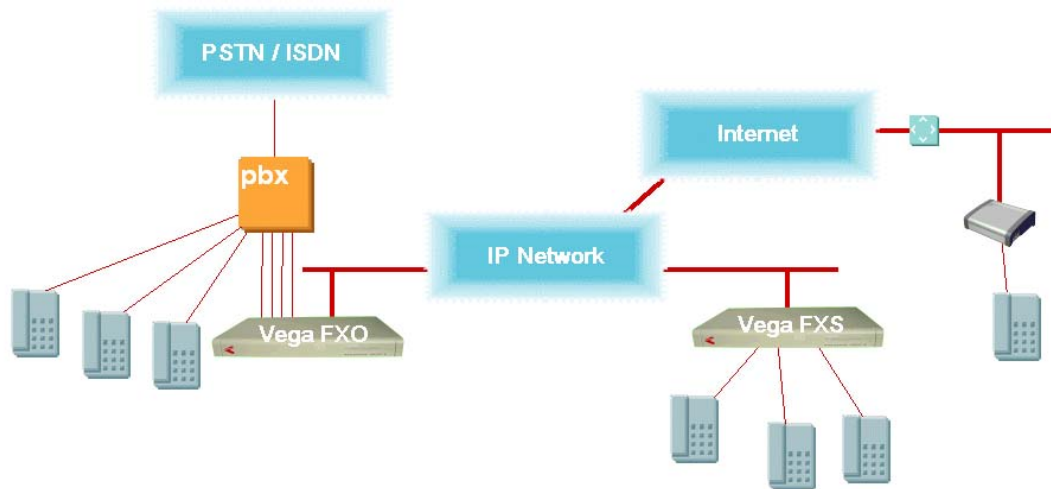 PSTN / ISDN
Internet
pbx
IP Network
Vega FXO
Vega FXS